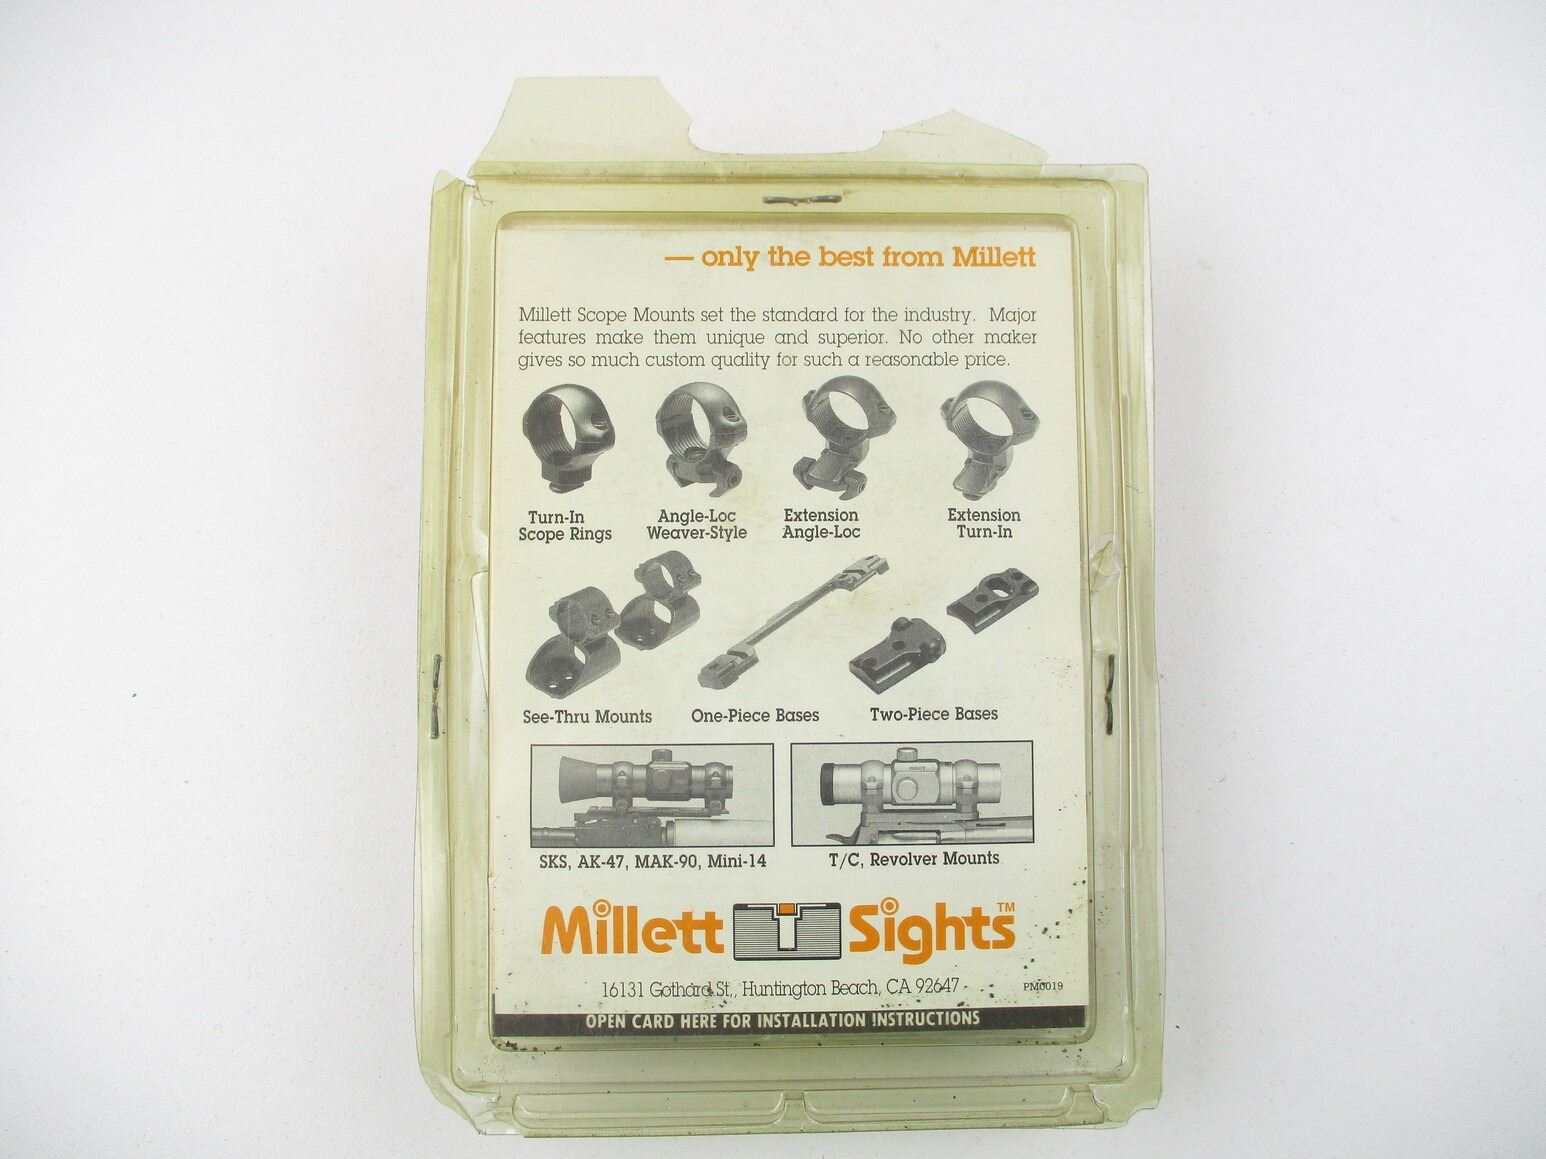 — only the best from Millett
Millett Scope Mounts set the standard for the industry. Major
features make them unique and superior. No other maker
gives so much custom quality for such a reasonable price.
Turn-In
Scope Rings
Angle-Loc
Weaver-Style
Extension
Angle-Loc
Extension
Turn-In
See-Thru Mounts
One-Piece Bases
Two-Piece Bases
SKS, AK-47, MAK-90, Mini-14
T/C, Revolver Mounts
Millett Sights™
16131 Gothard St., Huntington Beach, CA 92647
PM0019
OPEN CARD HERE FOR INSTALLATION INSTRUCTIONS